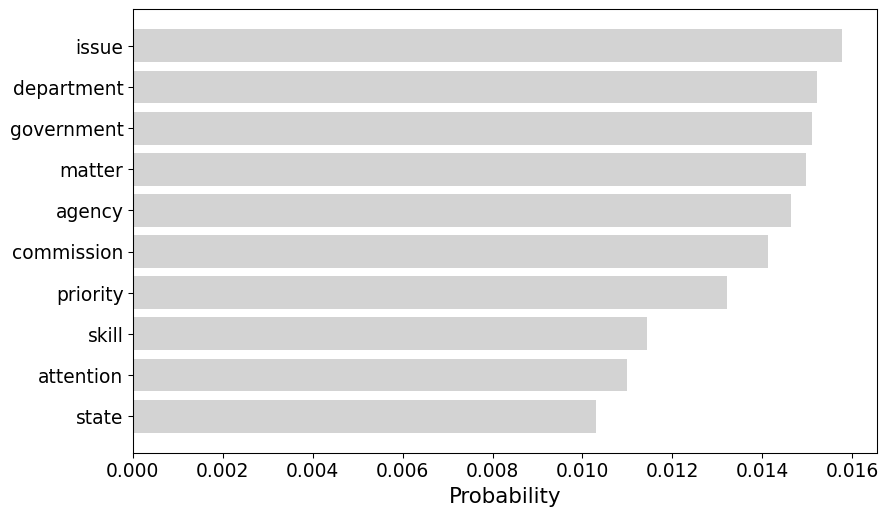 issue
department
government
matter
agency
commission
priority
skill
attention
state
0.000 0.002 0.004 0.006 0.008 0.010 0.012 0.014 0.016
Probability